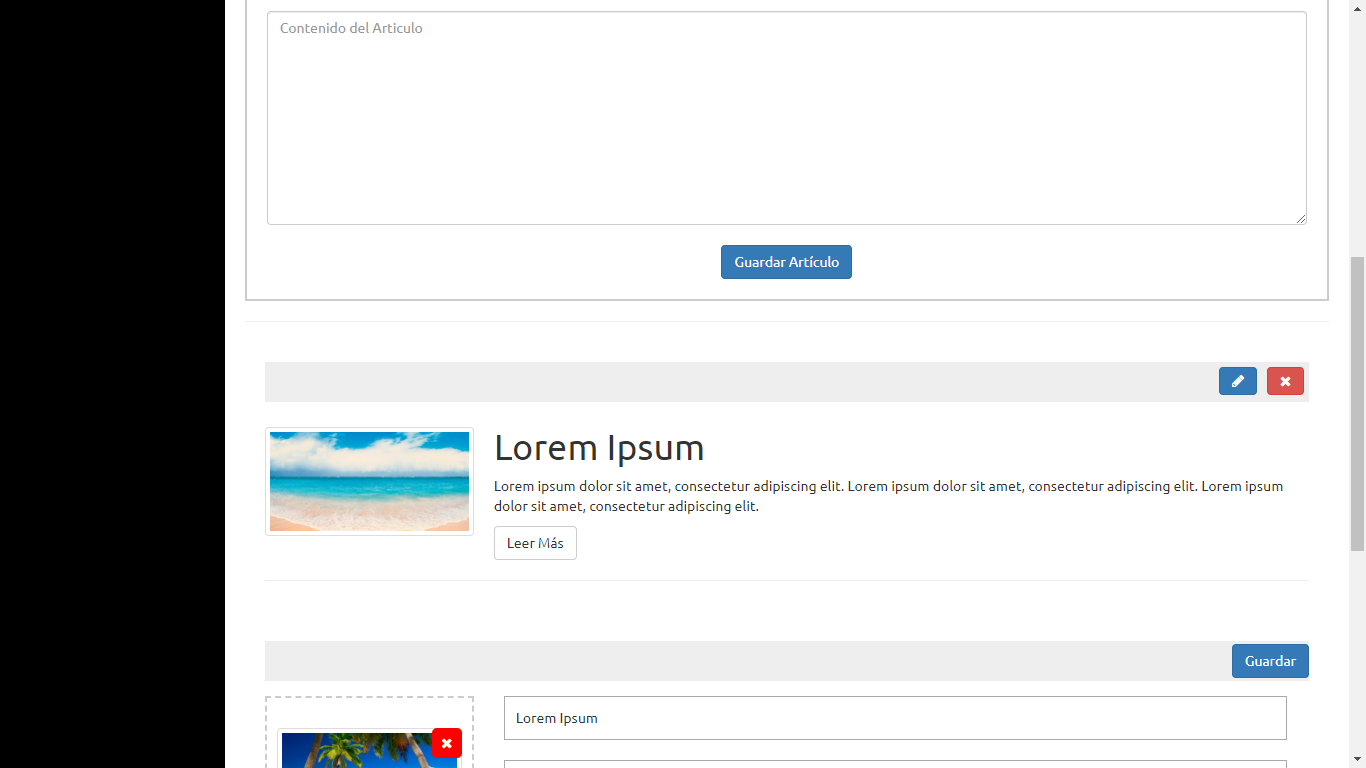 Contenido del Articulo
Guardar Artículo
Lorem Ipsum
Lorem ipsum dolor sit amet, consectetur adipiscing elit. Lorem ipsum dolor sit amet, consectetur adipiscing elit. Lorem ipsum
dolor sit amet, consectetur adipiscing elit.
Leer Más
Guardar
Lorem Ipsum